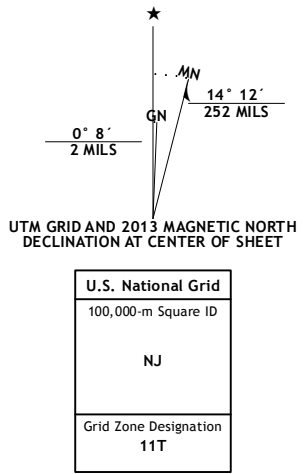 ★
MN
GN
14° 12´
252 MILS
0° 8´
2 MILS
UTM GRID AND 2013 MAGNETIC NORTH
DECLINATION AT CENTER OF SHEET
U.S. National Grid
100,000-m Square ID
NJ
Grid Zone Designation
11T